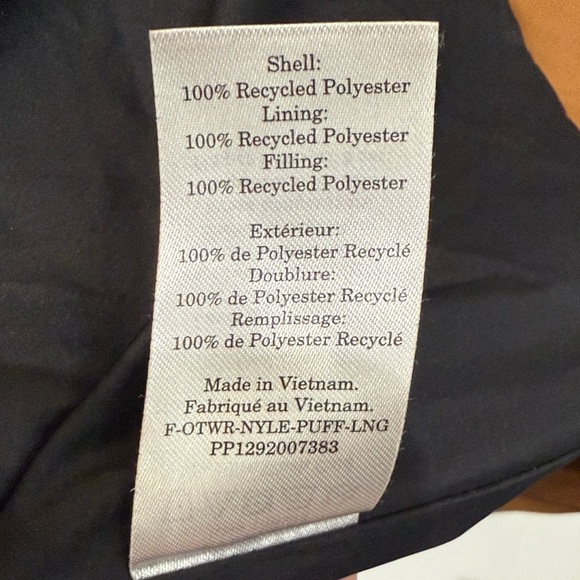 Shell:
100% Recycled Polyester
Lining:
100% Recycled Polyester
Filling:
100% Recycled Polyester
Extérieur:
100% de Polyester Recyclé
Doublure:
100% de Polyester Recyclé
Remplissage:
100% de Polyester Recyclé
Made in Vietnam.
Fabriqué au Vietnam.
F-OTWR-NYLE-PUFF-LNG
PP1292007383